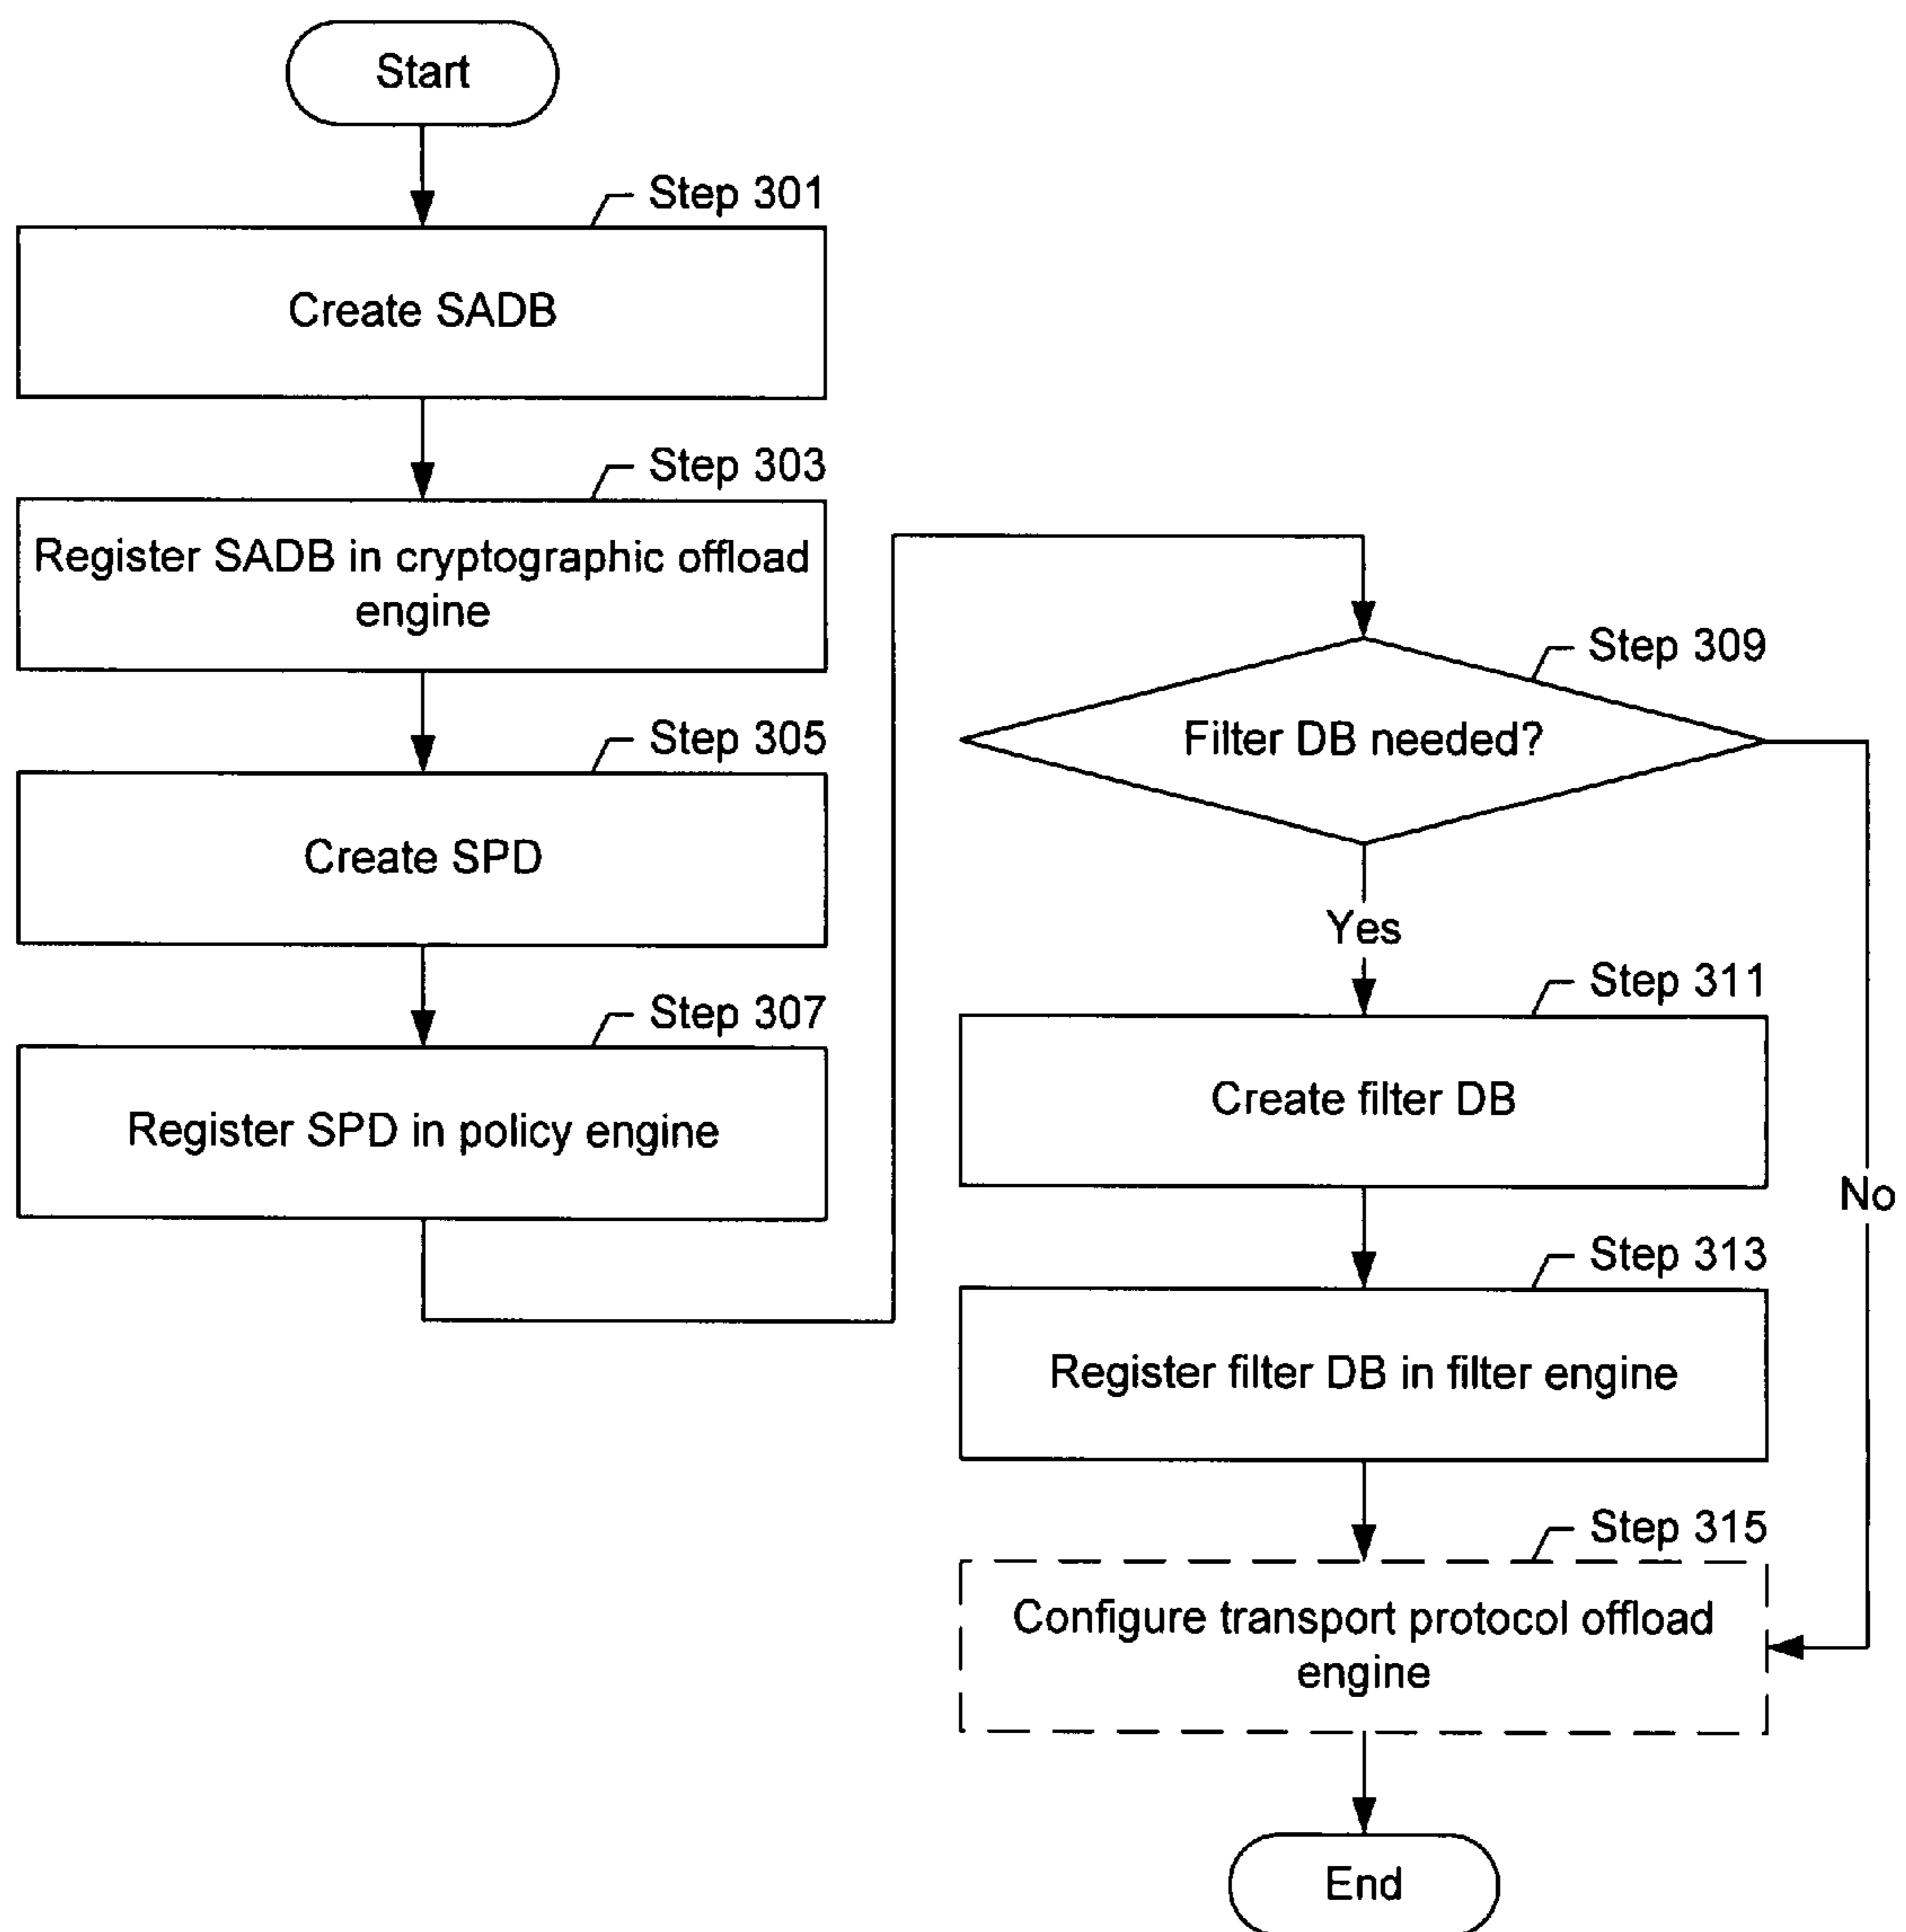 Start
Step 301
Create SADB
Step 303
Register SADB in cryptographic offload
engine
Step 305
Create SPD
Step 307
Register SPD in policy engine
Step 309
Filter DB needed?
Yes
No
Step 311
Create filter DB
Step 313
Register filter DB in filter engine
Step 315
Configure transport protocol offload
engine
End